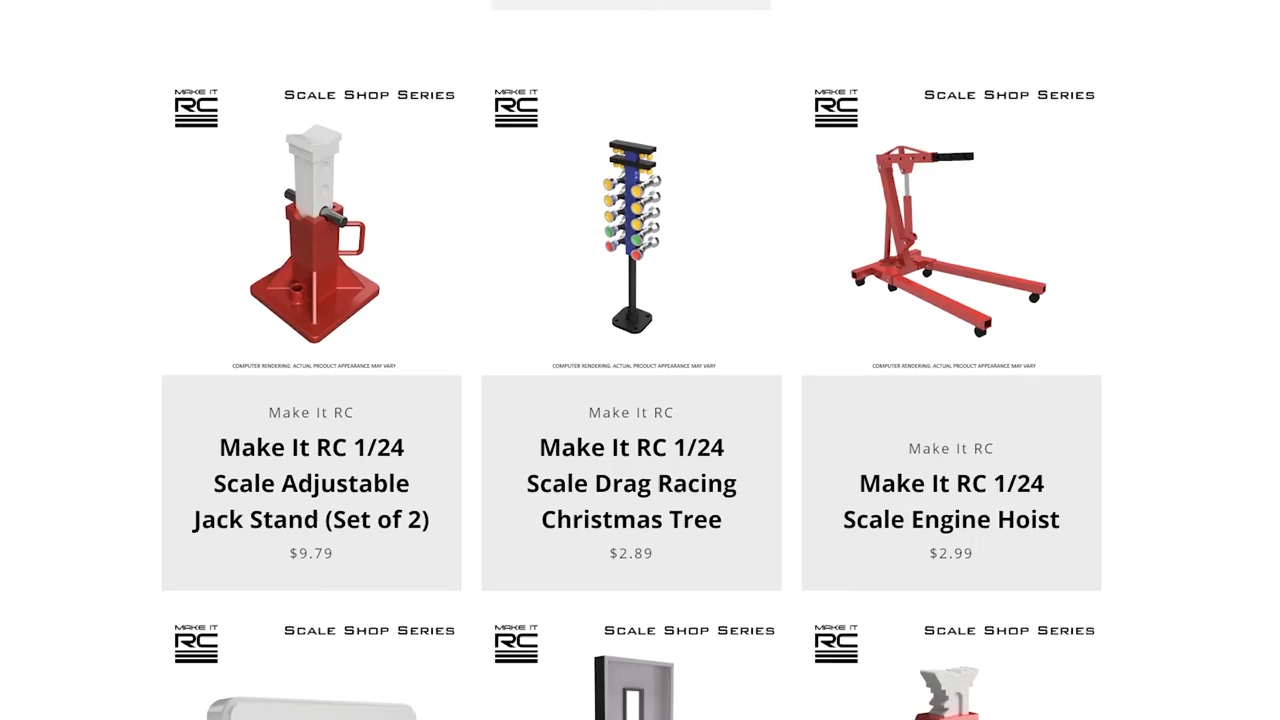 MAKE IT
RC
SCALE SHOP SERIES
MAKE IT
RC
MAKE IT
RC
SCALE SHOP SERIES
COMPUTER RENDERING: ACTUAL PRODUCT APPEARANCE MAY VARY
COMPUTER RENDERING: ACTUAL PRODUCT APPEARANCE MAY VARY
COMPUTER RENDERING: ACTUAL PRODUCT APPEARANCE MAY VARY
Make It RC
Make It RC 1/24
Scale Adjustable
Jack Stand (Set of 2)
$9.79
Make It RC
Make It RC 1/24
Scale Drag Racing
Christmas Tree
$2.89
Make It RC
Make It RC 1/24
Scale Engine Hoist
$2.99
MAKE IT
RC
SCALE SHOP SERIES
MAKE IT
RC
SCALE SHOP SERIES
MAKE IT
RC
SCALE SHOP SERIES